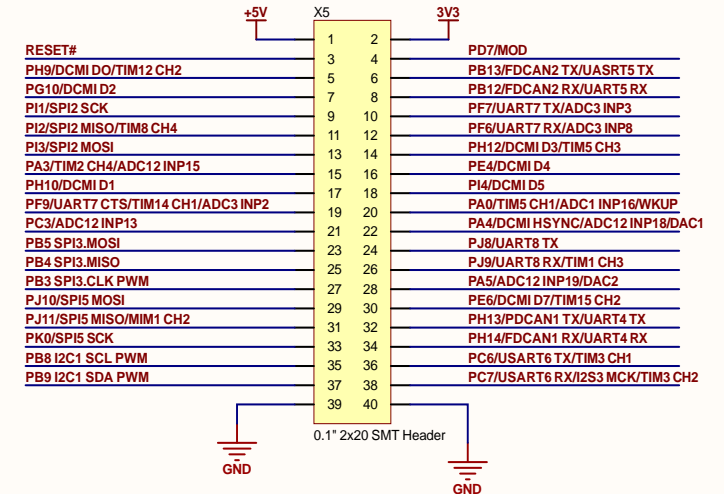 +5V X5 3V3
1 2
RESET# 3 4 PD7/MOD
PH9/DCMI DO/TIM12 CH2 5 6 PB13/FDCAN2 TX/UASRT5 TX
PG10/DCMI D2 7 8 PB12/FDCAN2 RX/UART5 RX
PI1/SPI2 SCK 9 10 PF7/UART7 TX/ADC3 INP3
PI2/SPI2 MISO/TIM8 CH4 11 12 PF6/UART7 RX/ADC3 INP8
PI3/SPI2 MOSI 13 14 PH12/DCMI D3/TIM5 CH3
PA3/TIM2 CH4/ADC12 INP15 15 16 PE4/DCMI D4
PH10/DCMI D1 17 18 PI4/DCMI D5
PF9/UART7 CTS/TIM14 CH1/ADC3 INP2 19 20 PA0/TIM5 CH1/ADC1 INP16/WKUP
PC3/ADC12 INP13 21 22 PA4/DCMI HSYNC/ADC12 INP18/DAC1
PB5 SPI3.MOSI 23 24 PJ8/UART8 TX
PB4 SPI3.MISO 25 26 PJ9/UART8 RX/TIM1 CH3
PB3 SPI3.CLK PWM 27 28 PA5/ADC12 INP19/DAC2
PJ10/SPI5 MOSI 29 30 PE6/DCMI D7/TIM15 CH2
PJ11/SPI5 MISO/MIM1 CH2 31 32 PH13/PDCAN1 TX/UART4 TX
PK0/SPI5 SCK 33 34 PH14/FDCAN1 RX/UART4 RX
PB8 I2C1 SCL PWM 35 36 PC6/USART6 TX/TIM3 CH1
PB9 I2C1 SDA PWM 37 38 PC7/USART6 RX/I2S3 MCK/TIM3 CH2
39 40
0.1" 2x20 SMT Header
GND
GND